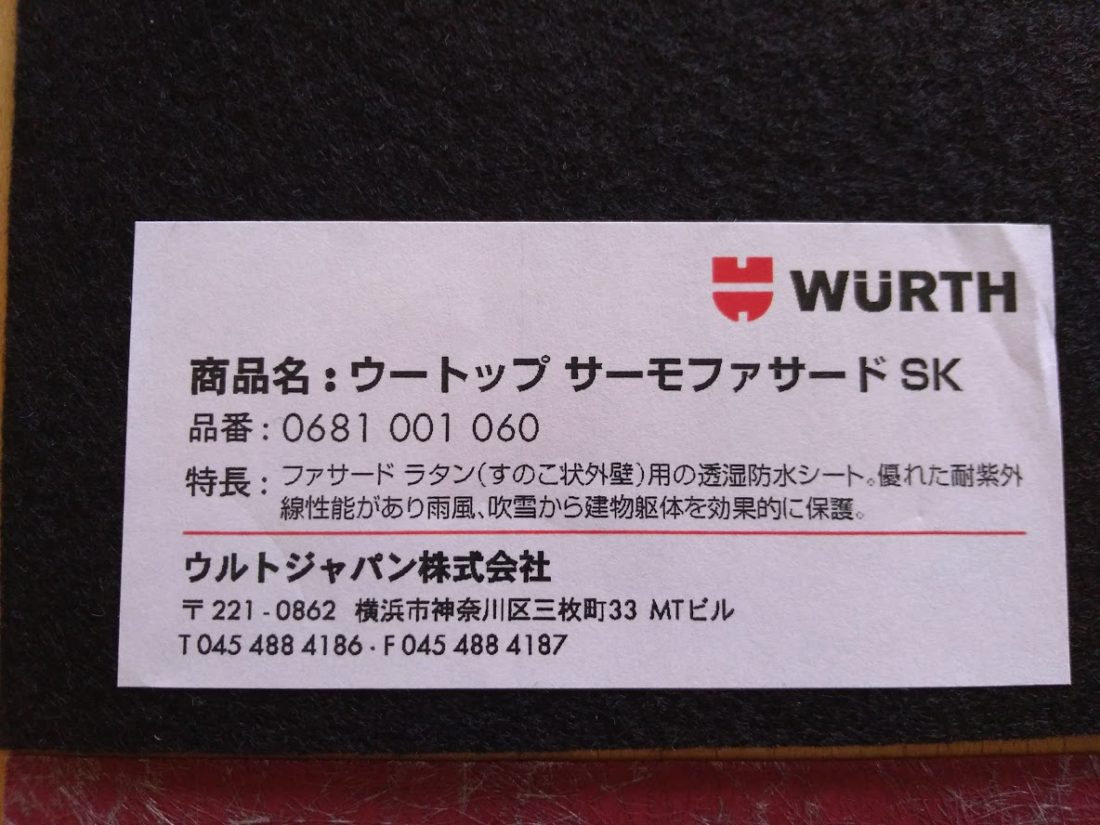 WÜRTH
商品名：ウートップ サーモファサード SK
品番：0681 001 060
特長：ファサード ラタン（すのこ状外壁）用の透湿防水シート。優れた耐紫外
線性能があり雨風、吹雪から建物躯体を効果的に保護。
ウルトジャパン株式会社
〒221-0862 横浜市神奈川区三枚町33 MTビル
T 045 488 4186 · F 045 488 4187